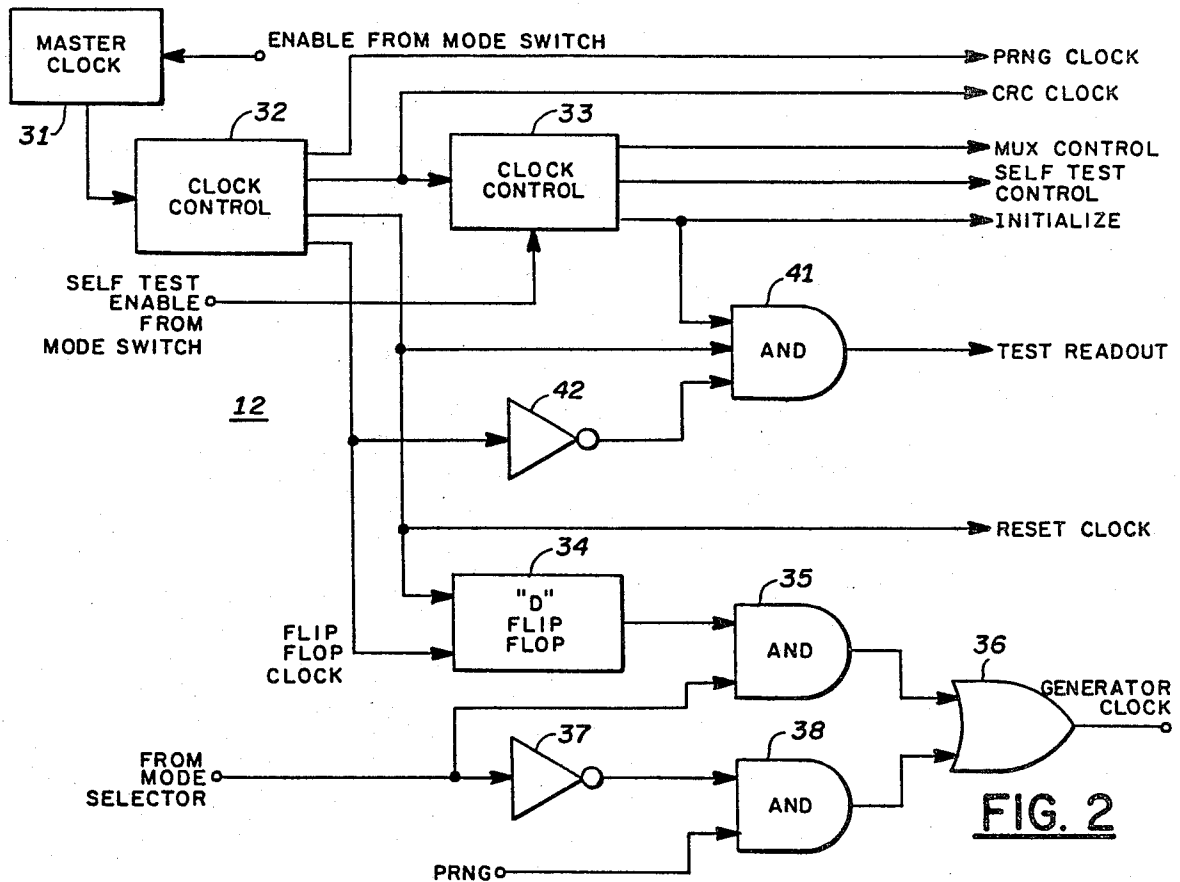 MASTER
CLOCK
31
ENABLE FROM MODE SWITCH
PRNG CLOCK
CRC CLOCK
32
CLOCK
CONTROL
33
CLOCK
CONTROL
MUX CONTROL
SELF TEST
CONTROL
INITIALIZE
SELF TEST
ENABLE
FROM
MODE SWITCH
41
AND
TEST READOUT
12
42
RESET CLOCK
34
"D"
FLIP
FLOP
FLIP
FLOP
CLOCK
35
AND
36
GENERATOR
CLOCK
FROM
MODE
SELECTOR
37
38
AND
PRNG
FIG. 2